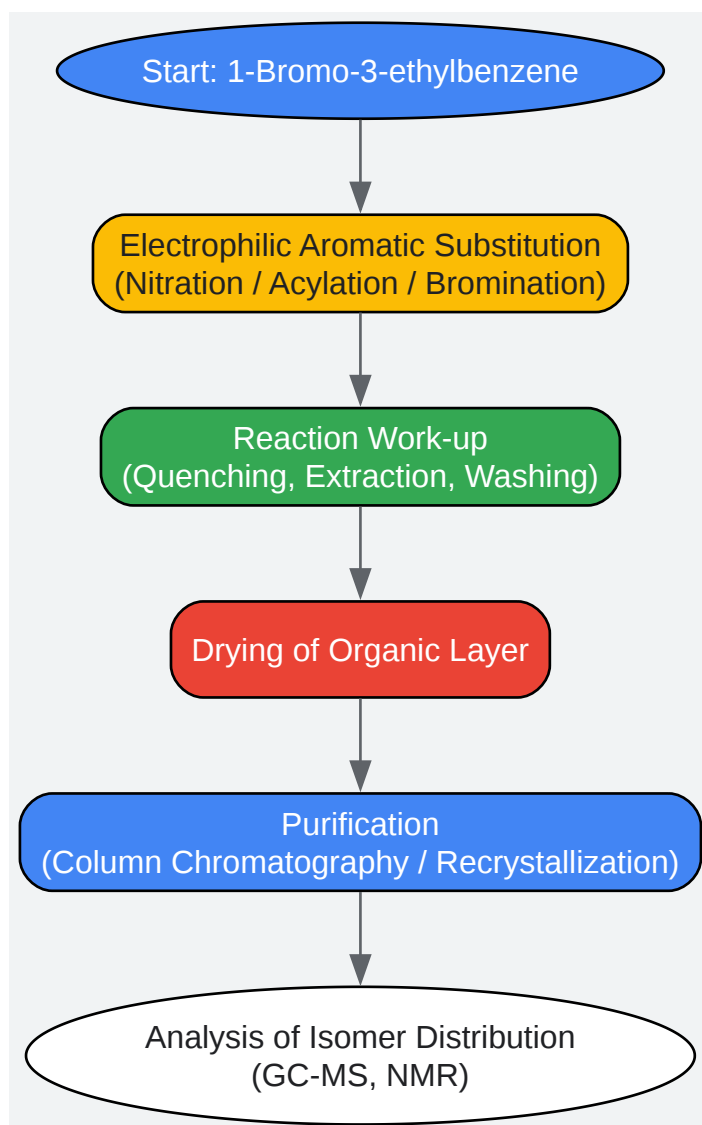 Start: 1-Bromo-3-ethylbenzene
Electrophilic Aromatic Substitution
(Nitration / Acylation / Bromination)
Reaction Work-up
(Quenching, Extraction, Washing)
Drying of Organic Layer
Purification
(Column Chromatography / Recrystallization)
Analysis of Isomer Distribution
(GC-MS, NMR)